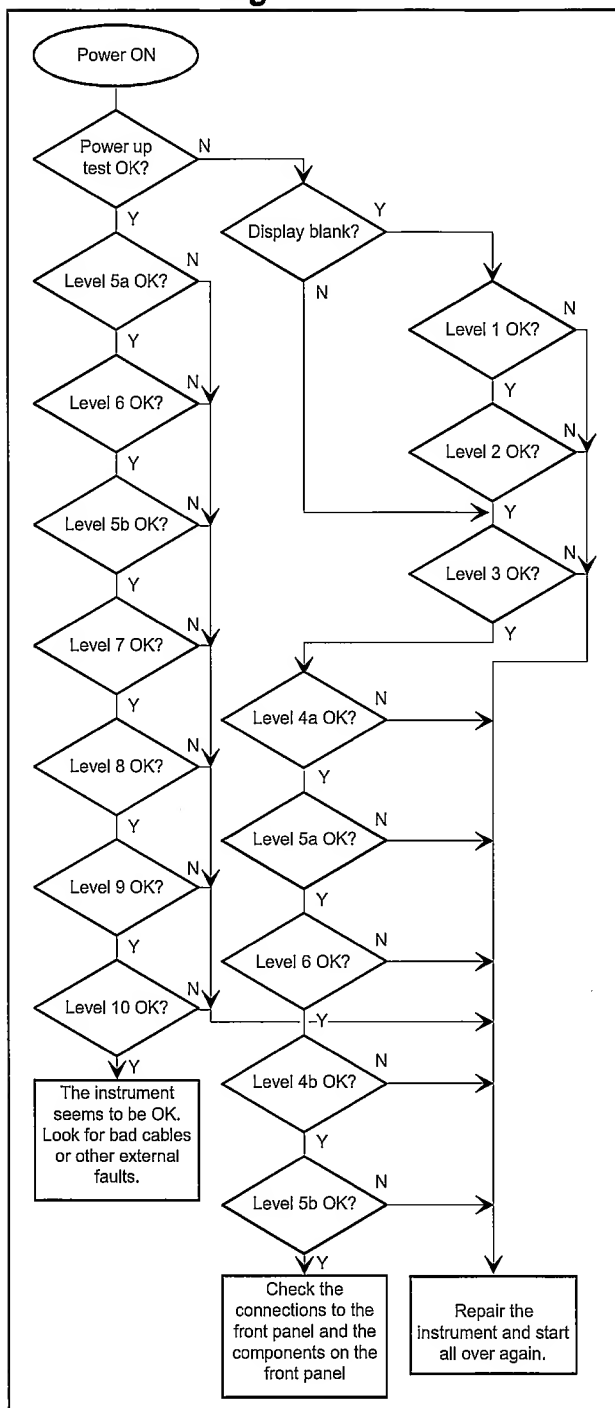 Power ON
Power up
test OK?
N
Y
Display blank?
Y
N
Level 5a OK?
N
Y
Level 1 OK?
N
Y
Level 6 OK?
N
Y
Level 2 OK?
N
Y
Level 5b OK?
N
Y
Level 3 OK?
N
Y
Level 7 OK?
N
Y
Level 4a OK?
N
Y
Level 8 OK?
N
Y
Level 5a OK?
N
Y
Level 9 OK?
N
Y
Level 6 OK?
N
Y
Level 10 OK?
N
Y
The instrument
seems to be OK.
Look for bad cables
or other external
faults.
Level 4b OK?
N
Y
Level 5b OK?
N
Y
Check the
connections to the
front panel and the
components on the
front panel
Repair the
instrument and start
all over again.